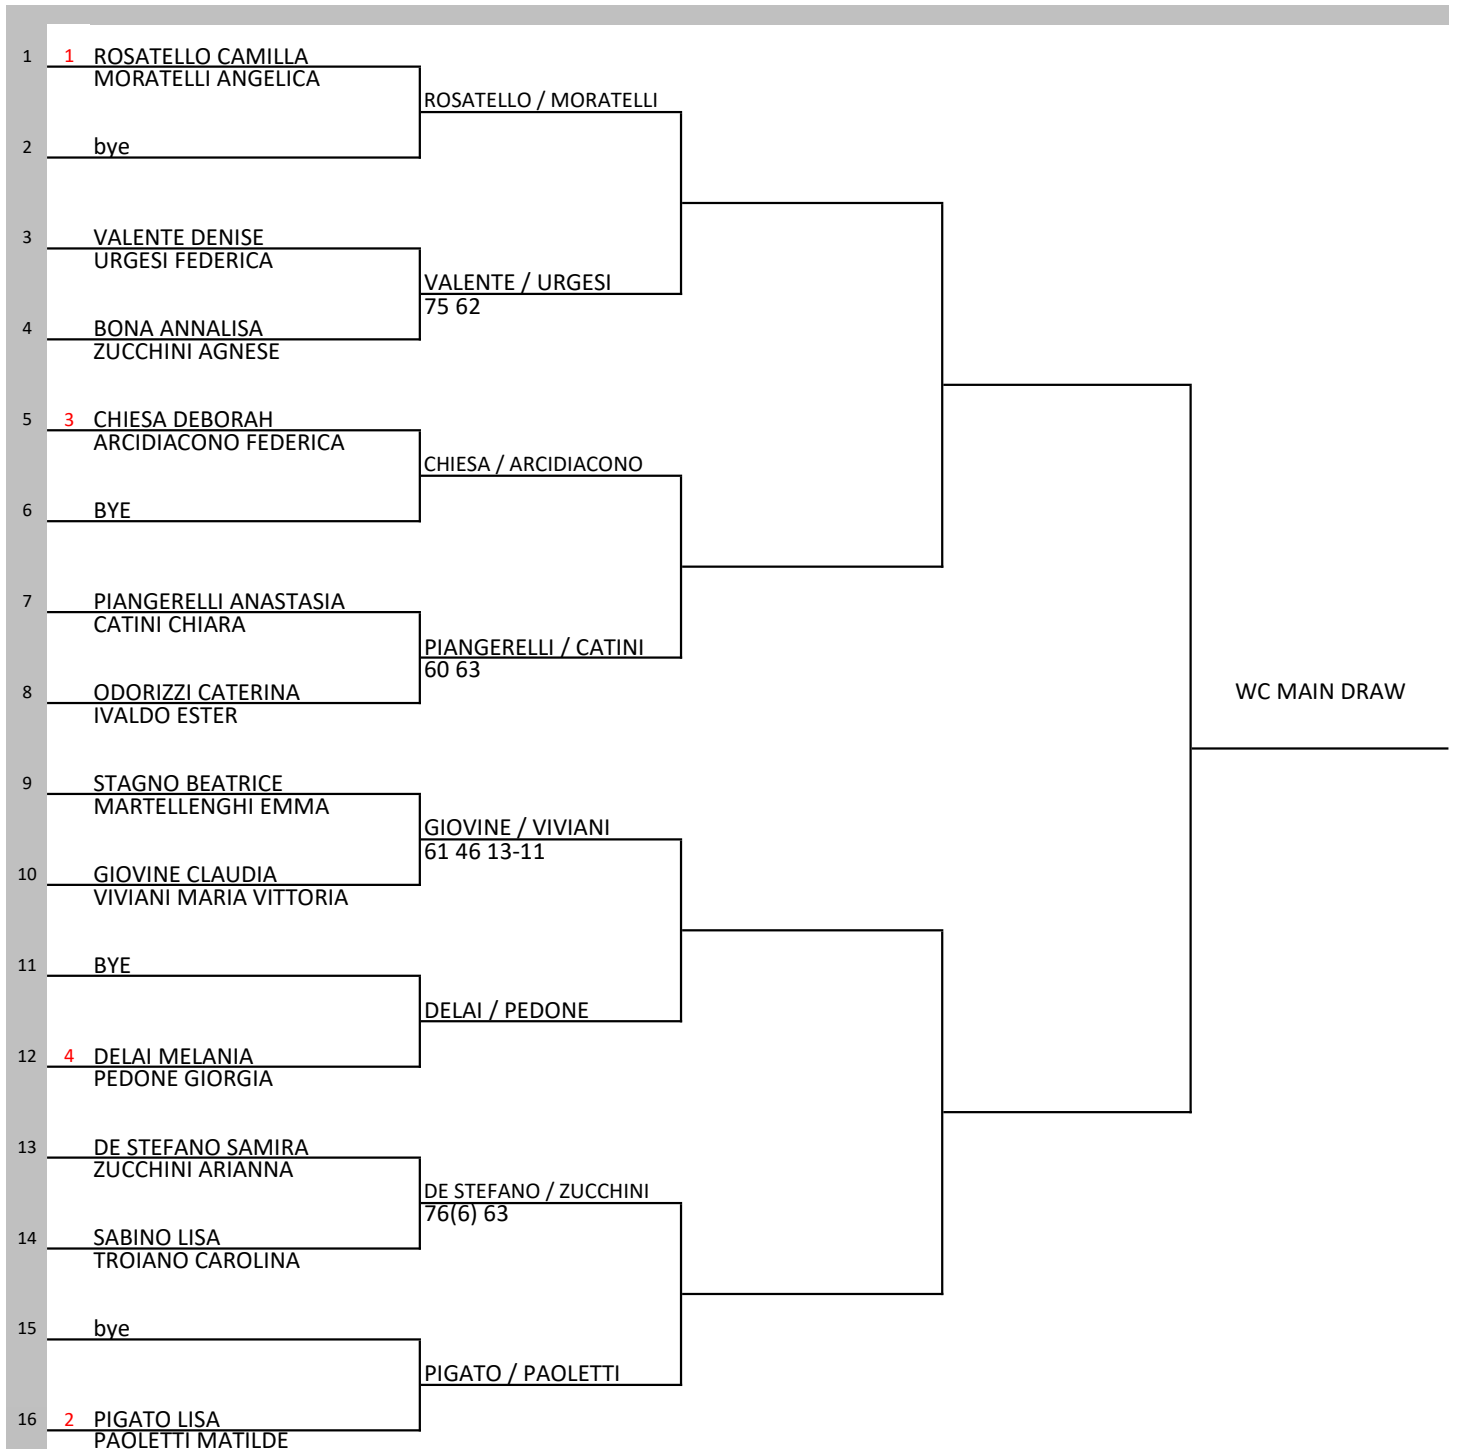 1 1 ROSATELLO CAMILLA
MORATELLI ANGELICA
ROSATELLO / MORATELLI
2 bye
3 VALENTE DENISE
URGESI FEDERICA
VALENTE / URGESI
75 62
4 BONA ANNALISA
ZUCCHINI AGNESE
5 3 CHIESA DEBORAH
ARCIDIACONO FEDERICA
CHIESA / ARCIDIACONO
6 BYE
7 PIANGERELLI ANASTASIA
CATINI CHIARA
PIANGERELLI / CATINI
60 63
8 ODORIZZI CATERINA
IVALDO ESTER
WC MAIN DRAW
9 STAGNO BEATRICE
MARTELLENGHI EMMA
GIOVINE / VIVIANI
61 46 13-11
10 GIOVINE CLAUDIA
VIVIANI MARIA VITTORIA
11 BYE
DELAI / PEDONE
12 4 DELAI MELANIA
PEDONE GIORGIA
13 DE STEFANO SAMIRA
ZUCCHINI ARIANNA
DE STEFANO / ZUCCHINI
76(6) 63
14 SABINO LISA
TROIANO CAROLINA
15 bye
PIGATO / PAOLETTI
16 2 PIGATO LISA
PAOLETTI MATILDE